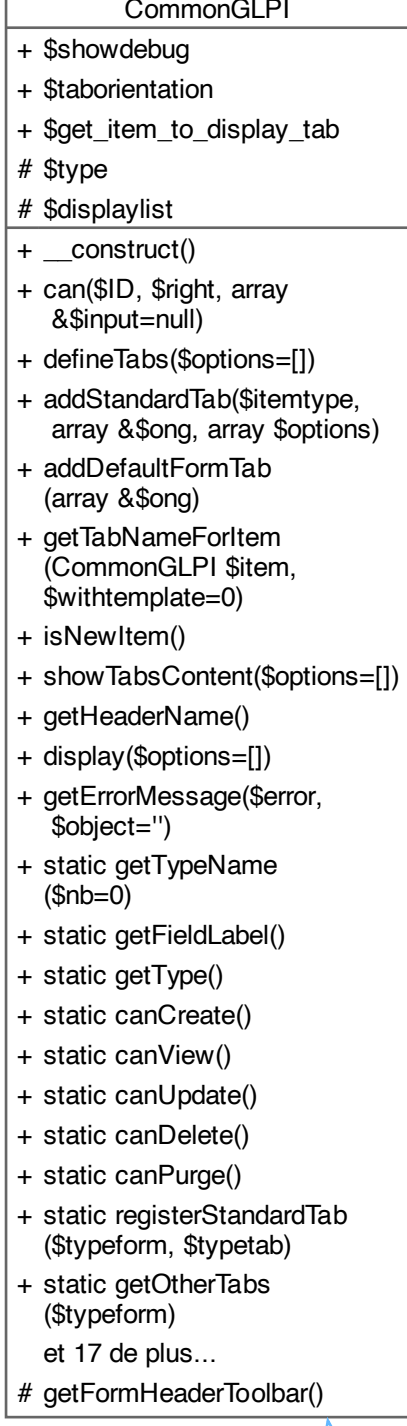 CommonGLPI
+ $showdebug
+ $taborientation
+ $get_item_to_display_tab
# $type
# $displaylist
+ __construct()
+ can($ID, $right, array
&$input=null)
+ defineTabs($options=[])
+ addStandardTab($itemtype,
array &$ong, array $options)
+ addDefaultFormTab
(array &$ong)
+ getTabNameForItem
(CommonGLPI $item,
$withtemplate=0)
+ isNewItem()
+ showTabsContent($options=[])
+ getHeaderName()
+ display($options=[])
+ getErrorMessage($error,
$object='')
+ static getTypeName
($nb=0)
+ static getFieldLabel()
+ static getType()
+ static canCreate()
+ static canView()
+ static canUpdate()
+ static canDelete()
+ static canPurge()
+ static registerStandardTab
($typeform, $typetab)
+ static getOtherTabs
($typeform)
et 17 de plus...
# getFormHeaderToolbar()